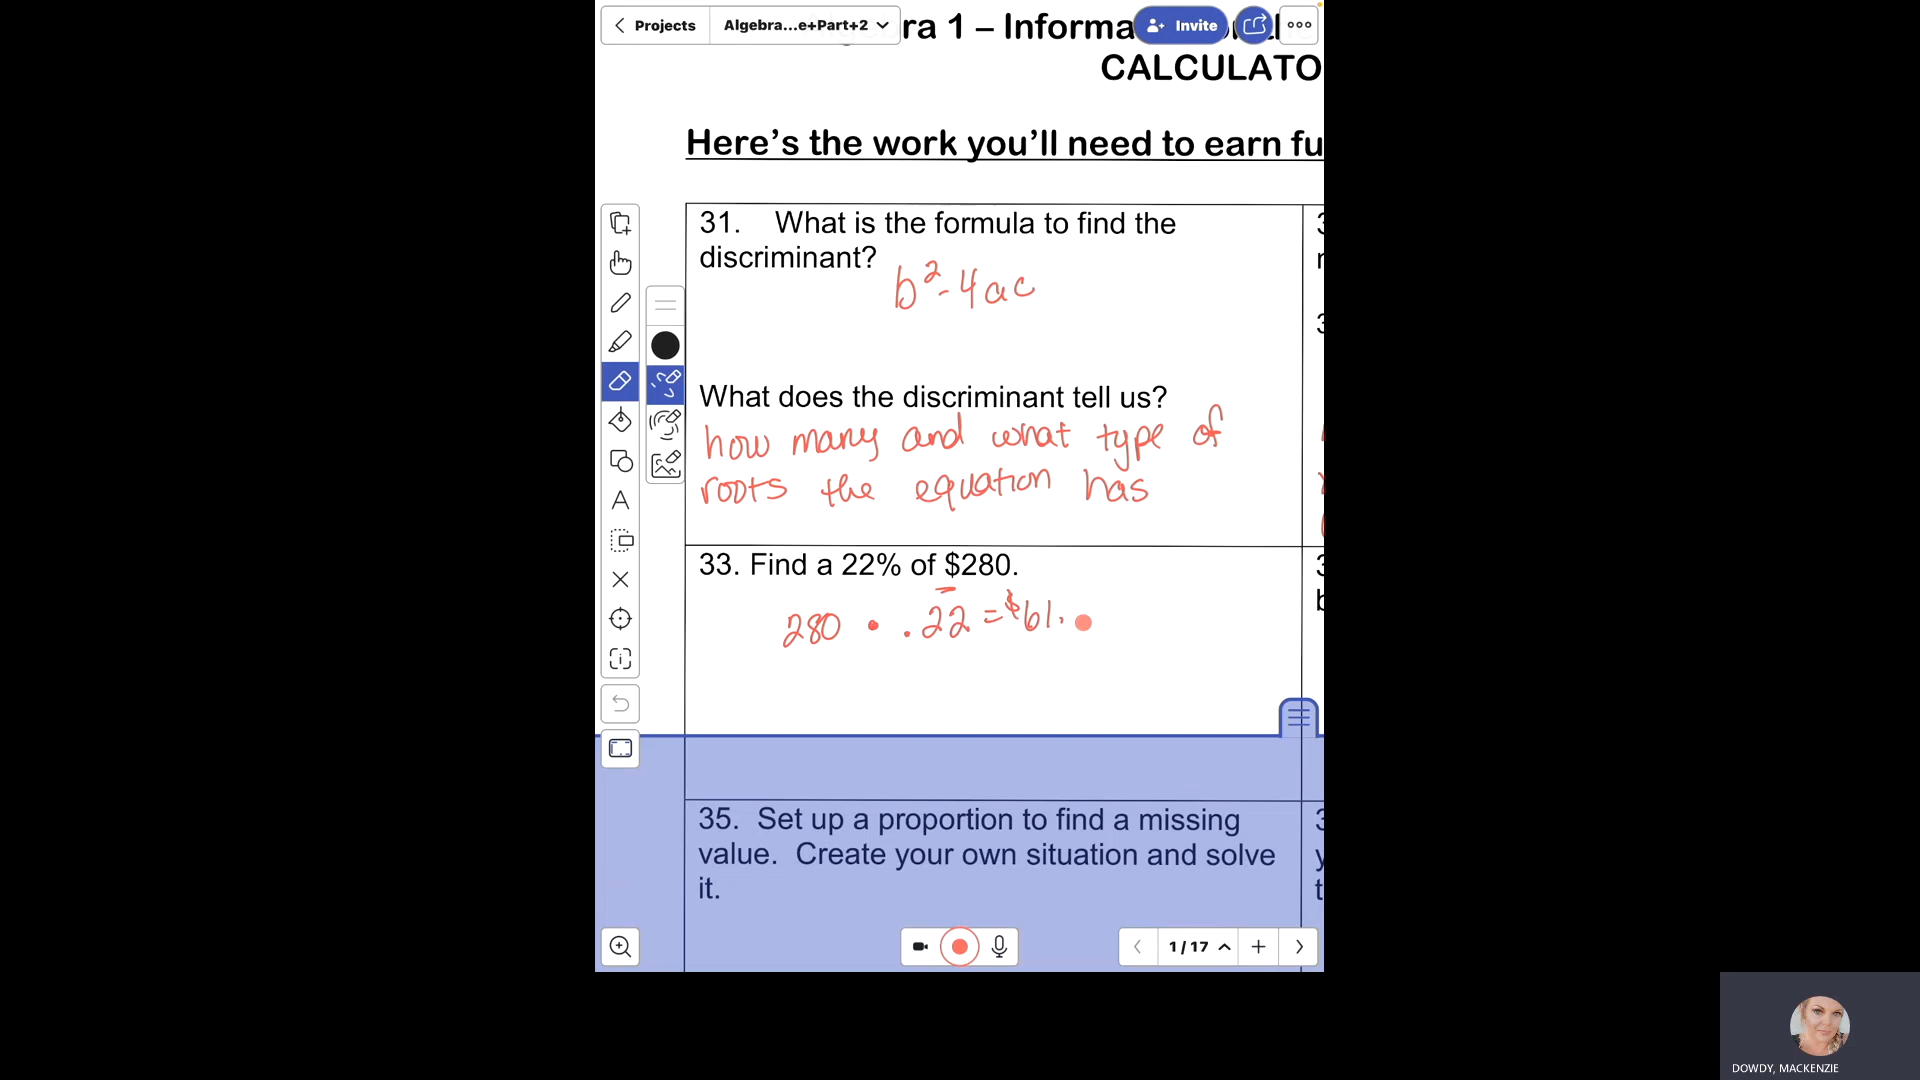 Projects
Algebra...e+Part+2
ra 1 – Informa
Invite
CALCULATO
Here's the work you'll need to earn fu
31. What is the formula to find the
discriminant?
b²-4ac
What does the discriminant tell us?
how many and what type of
roots the equation has
33. Find a 22% of $280.
280 • .22 = $61.
35. Set up a proportion to find a missing
value. Create your own situation and solve
it.
1 / 17
DOWDY, MACKENZIE